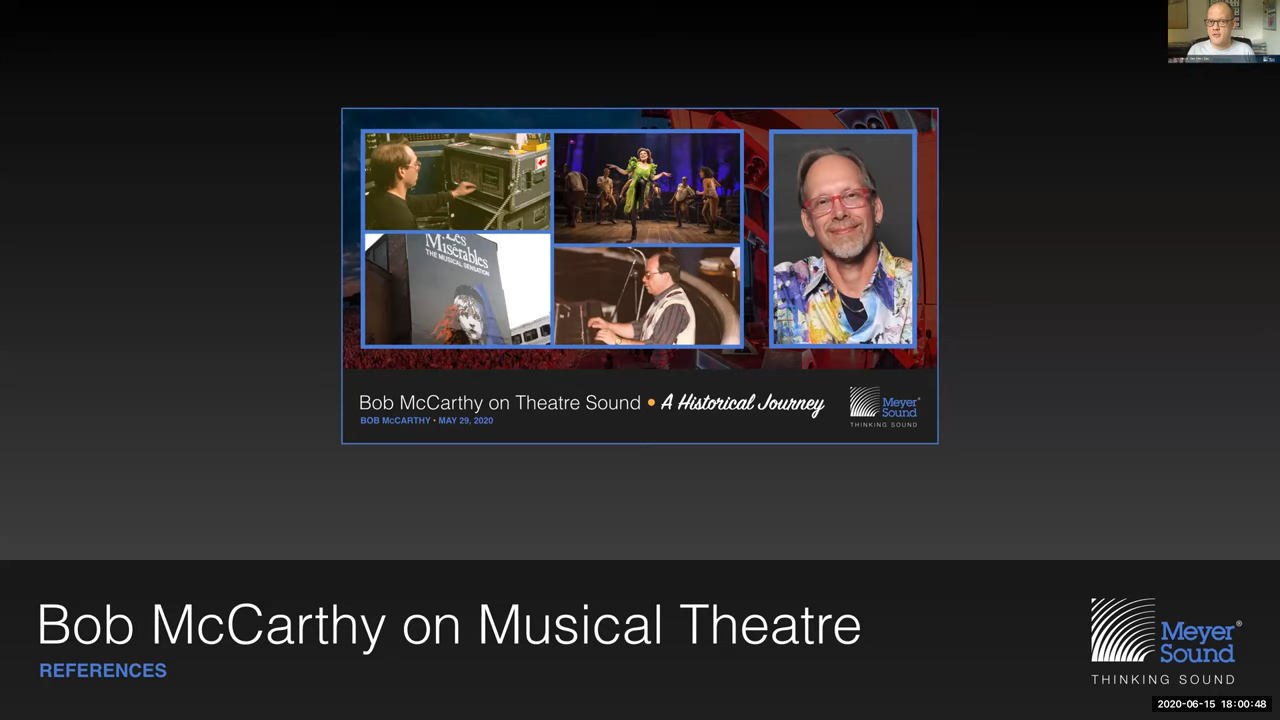 Les
Misérables
THE MUSICAL SENSATION
Bob McCarthy on Theatre Sound • A Historical Journey
BOB McCARTHY • MAY 29, 2020
Meyer
Sound
THINKING SOUND
Bob McCarthy on Musical Theatre
REFERENCES
Meyer®
Sound
THINKING SOUND
2020-06-15 18:00:48